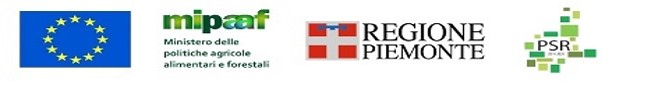 mipaaf
Ministero delle
politiche agricole
alimentari e forestali
REGIONE
PIEMONTE
PSR